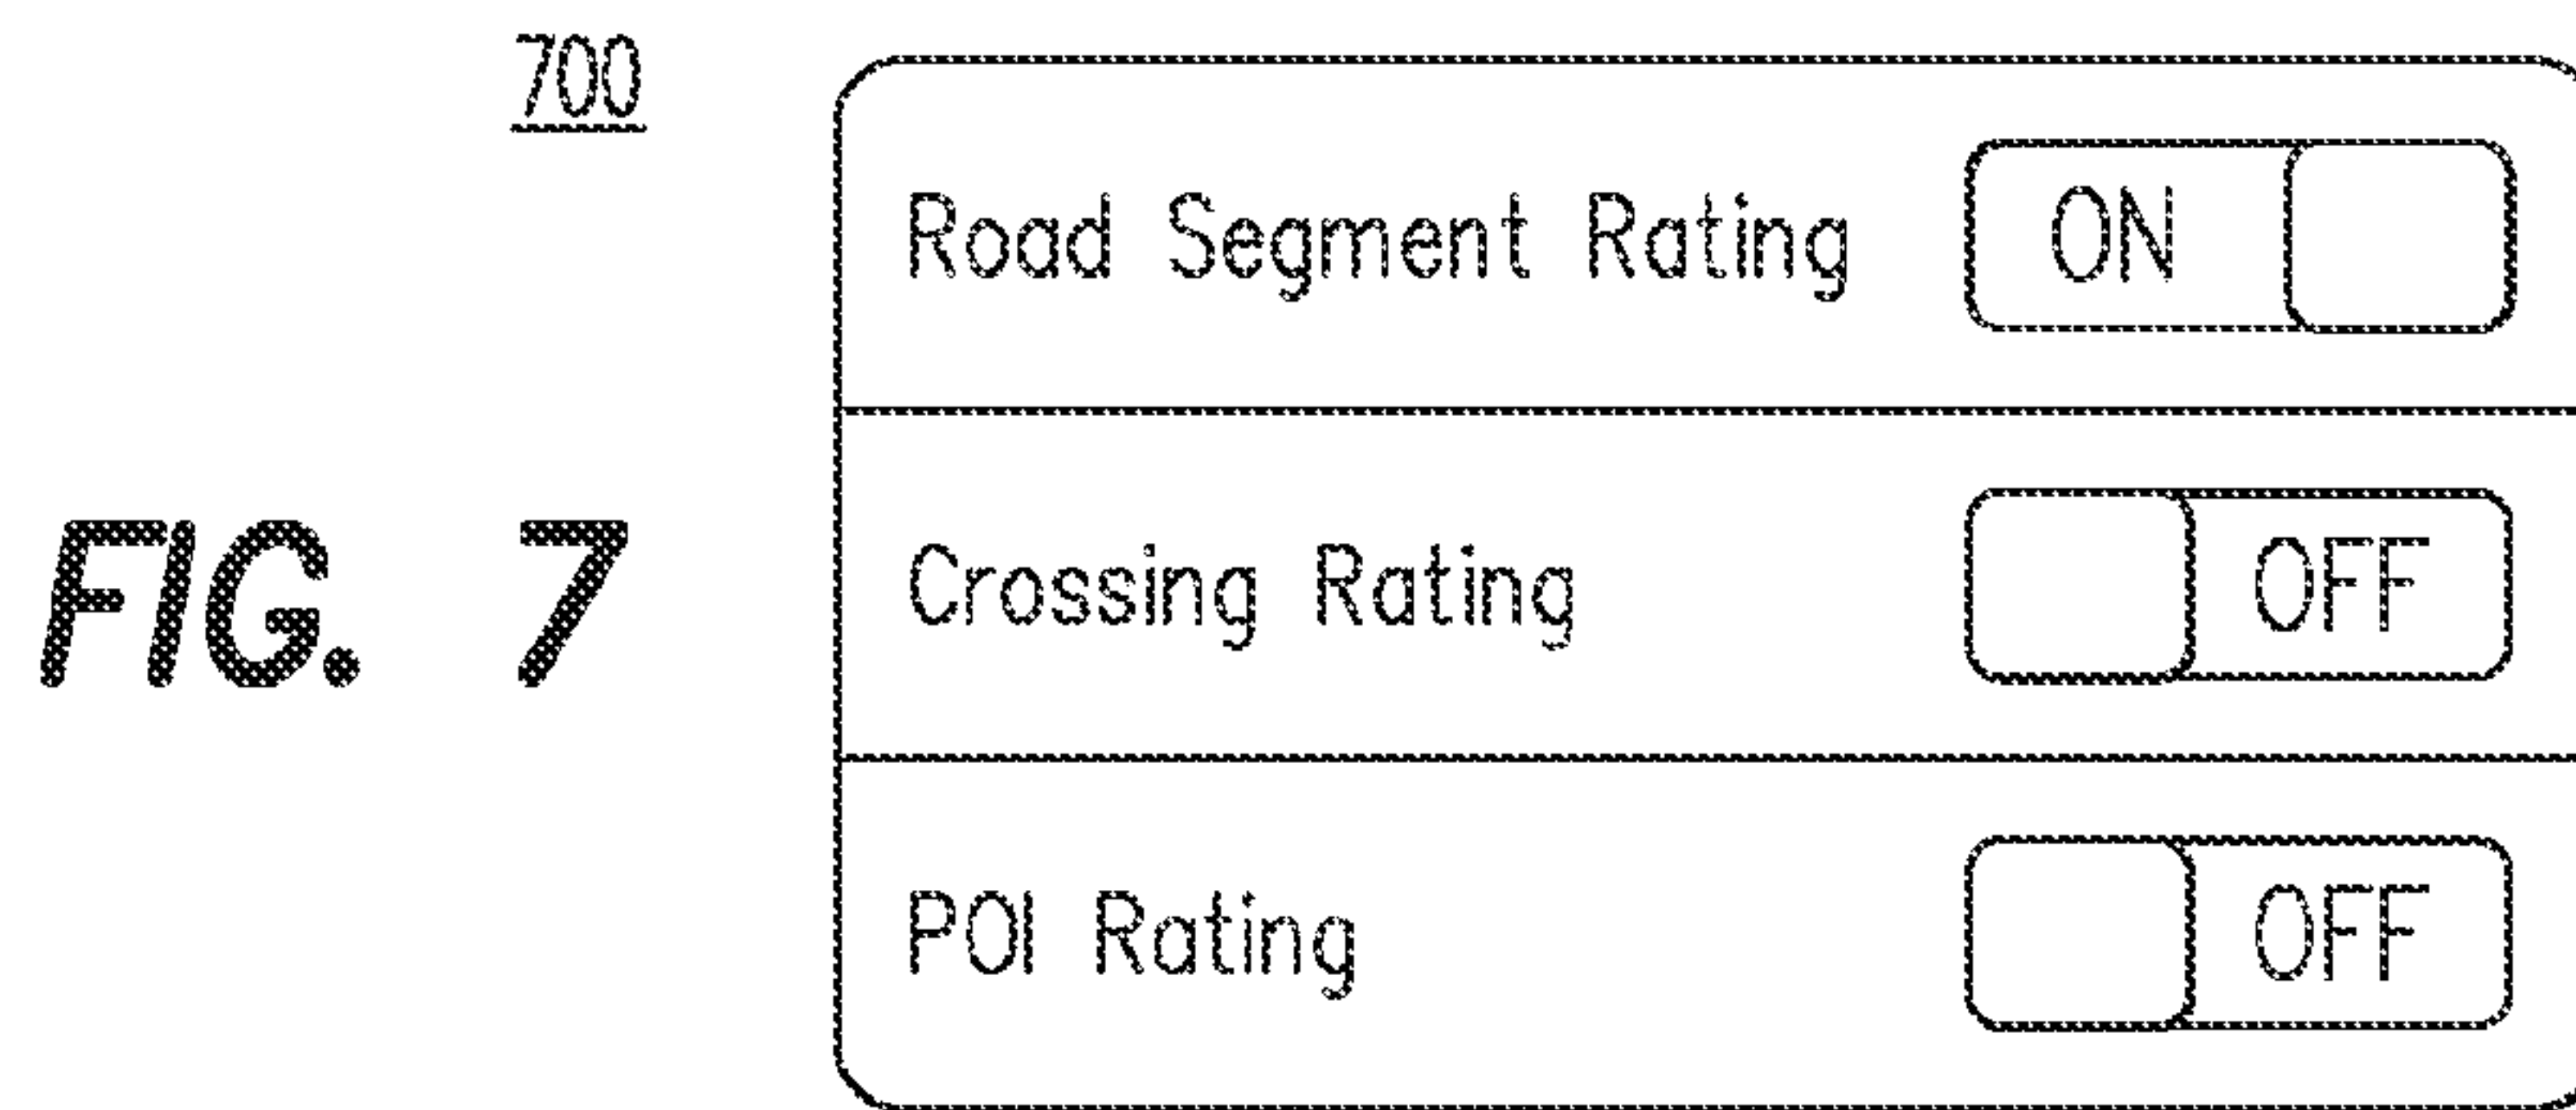 700
Road Segment Rating ON
FIG. 7
Crossing Rating OFF
POI Rating OFF